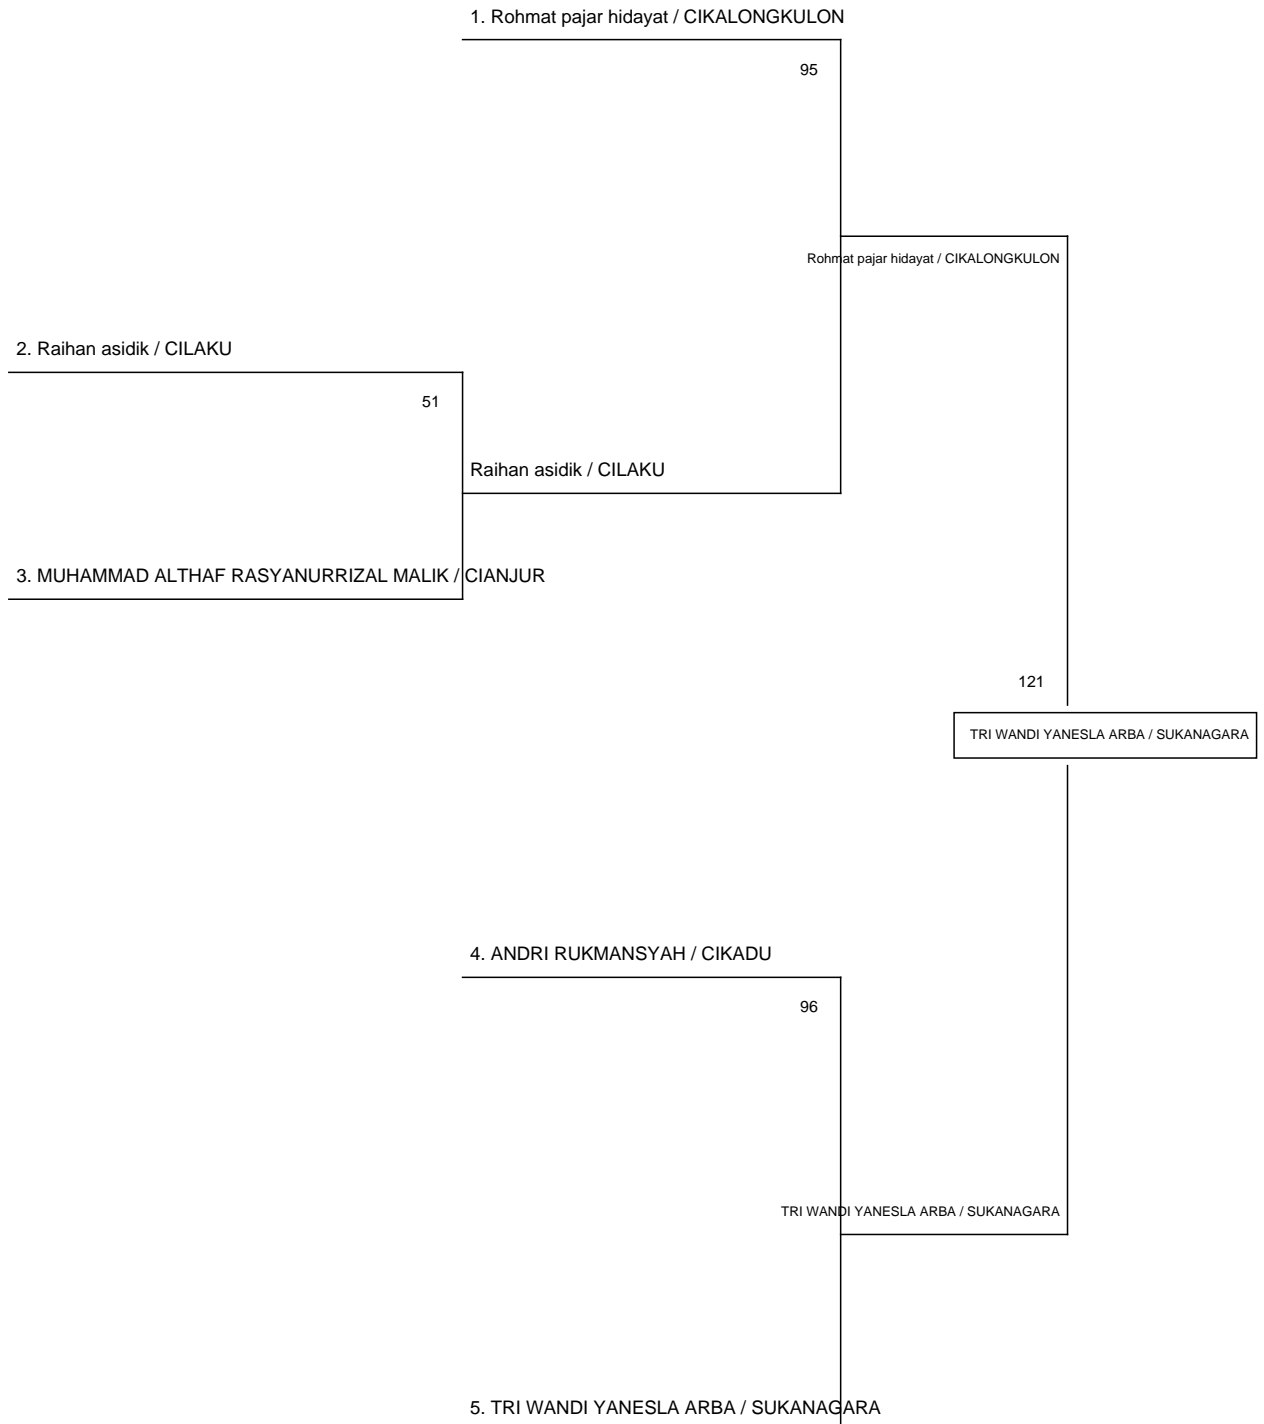 1. Rohmat pajar hidayat / CIKALONGKULON
95
Rohmat pajar hidayat / CIKALONGKULON
2. Raihan asidik / CILAKU
51
Raihan asidik / CILAKU
3. MUHAMMAD ALTHAF RASYANURRIZAL MALIK / CIANJUR
121
TRI WANDI YANESLA ARBA / SUKANAGARA
4. ANDRI RUKMANSYAH / CIKADU
96
TRI WANDI YANESLA ARBA / SUKANAGARA
5. TRI WANDI YANESLA ARBA / SUKANAGARA